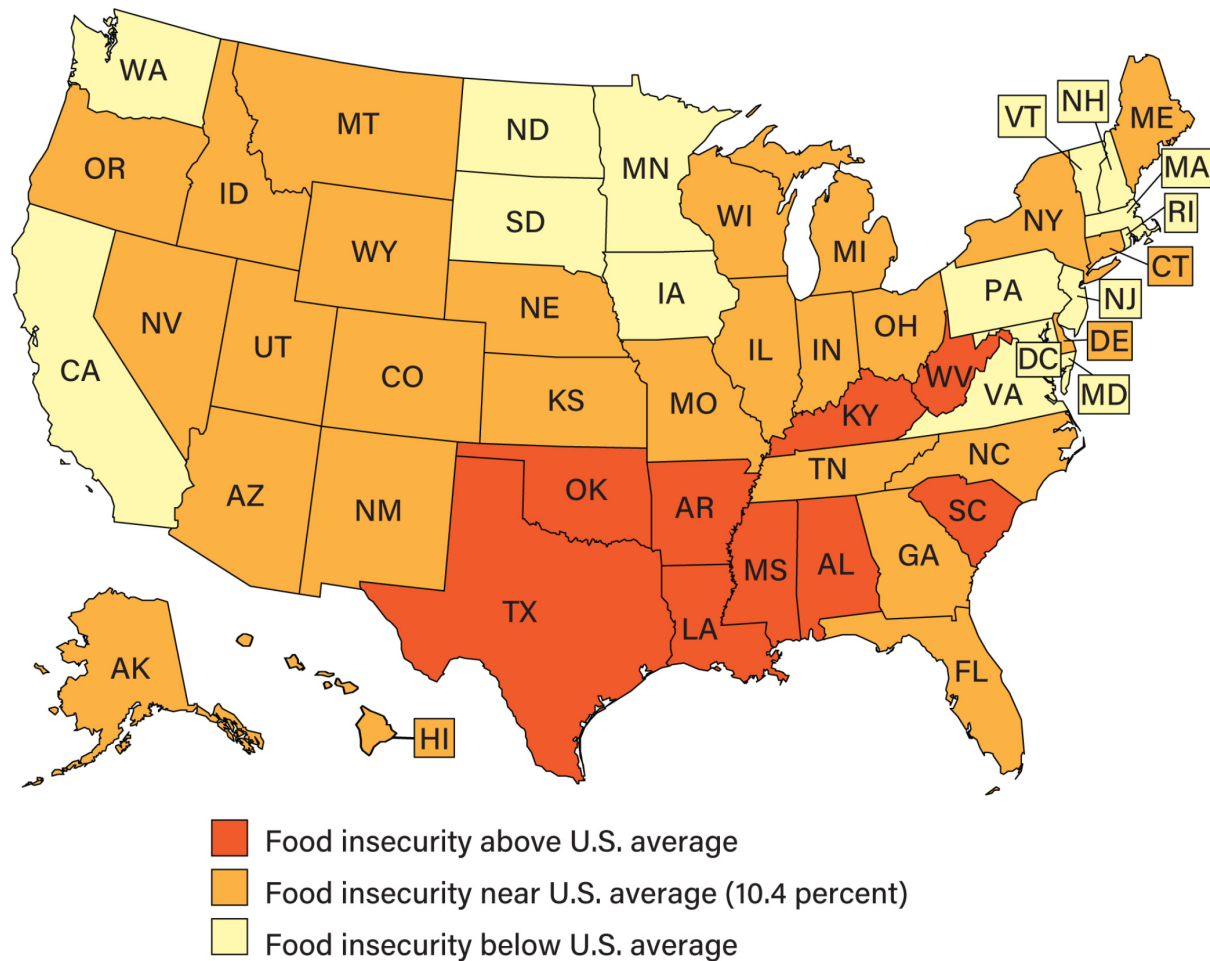 WA
MT
ND
MN
VT
NH
ME
OR
ID
SD
WI
MI
NY
MA
RI
CT
WY
IA
PA
NJ
NV
UT
CO
NE
IL
IN
OH
DE
DC
MD
CA
KS
MO
KY
WV
VA
AZ
NM
OK
AR
TN
NC
SC
MS
AL
GA
TX
LA
FL
AK
HI
Food insecurity above U.S. average
Food insecurity near U.S. average (10.4 percent)
Food insecurity below U.S. average